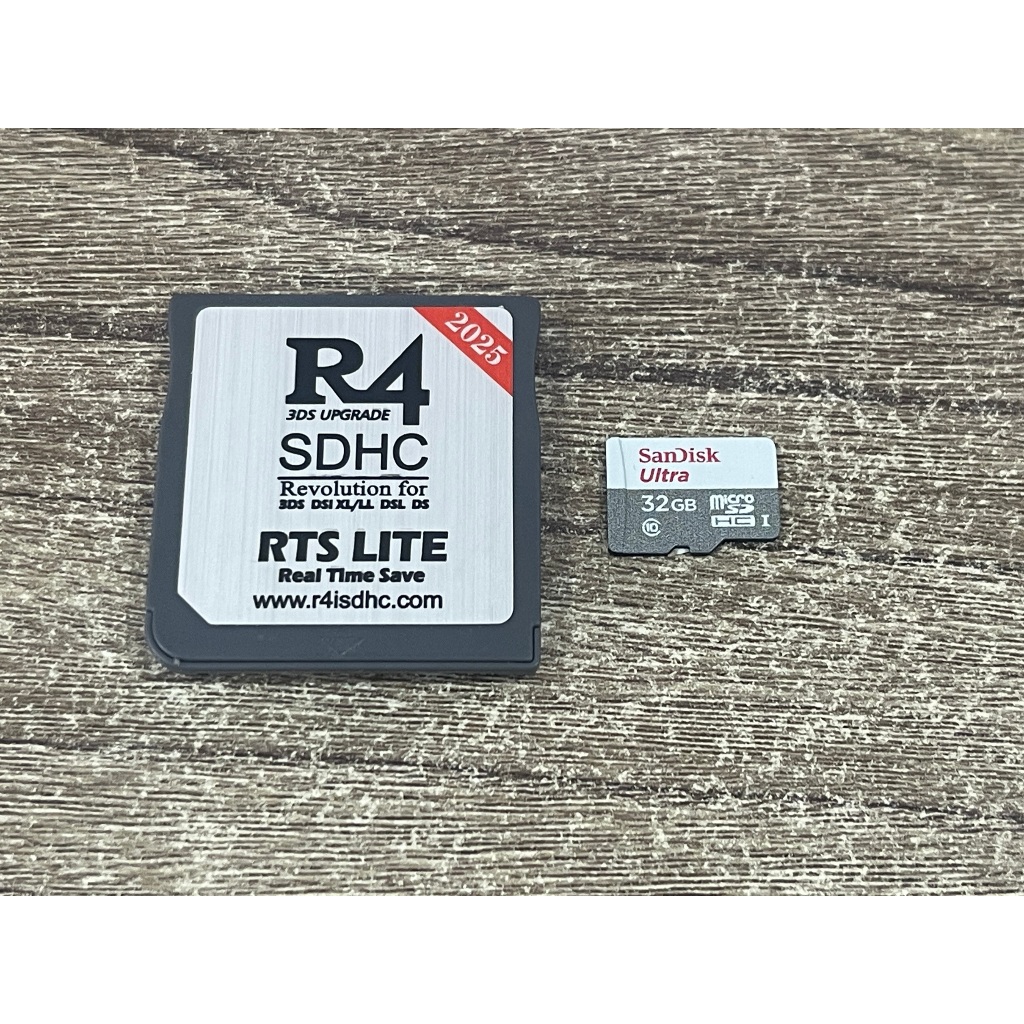 2025
R4
3DS UPGRADE
SDHC
Revolution for
3DS DSI XL/LL DSL DS
RTS LITE
Real Time Save
www.r4isdhc.com
SanDisk
Ultra
32GB
micro
SD
HC I
10